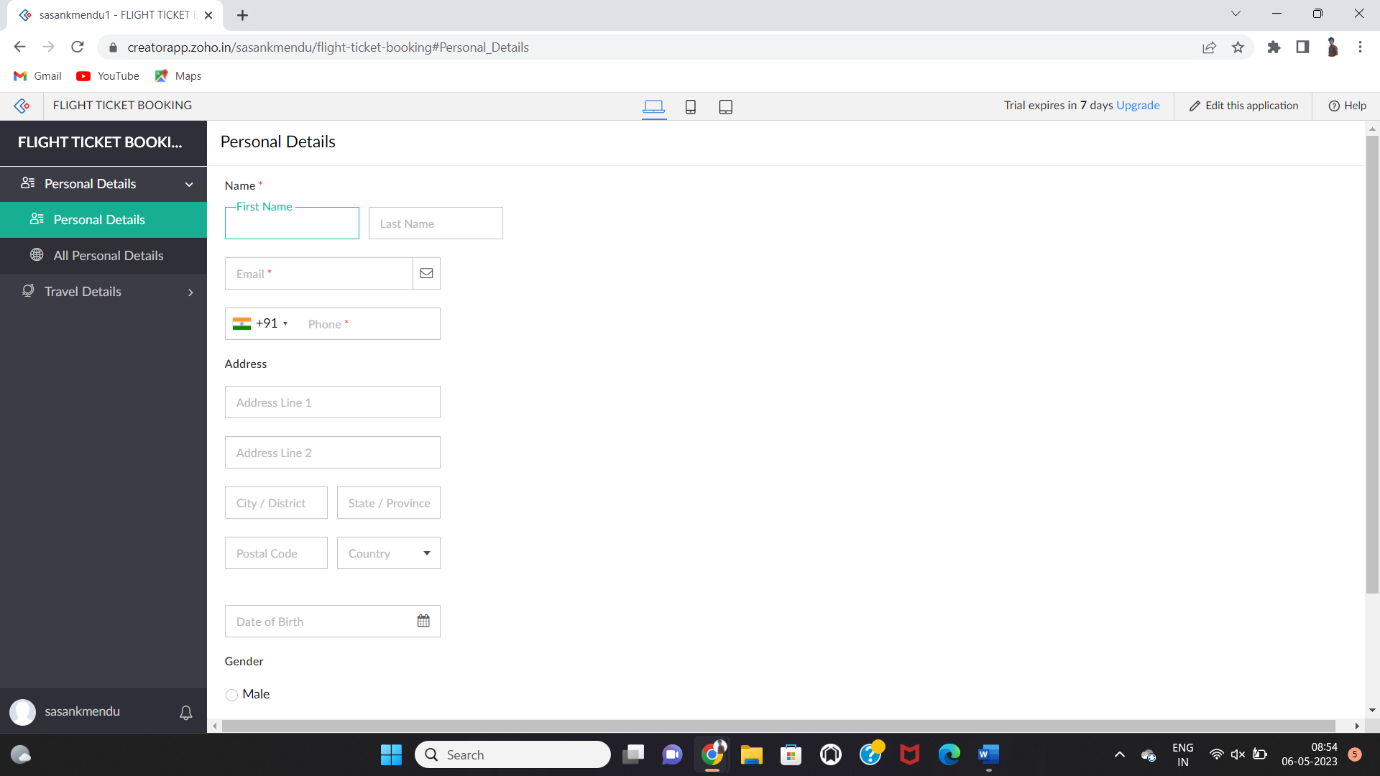 sasankmendu1 - FLIGHT TICKET
creatorapp.zoho.in/sasankmendu/flight-ticket-booking#Personal_Details
Gmail YouTube Maps
FLIGHT TICKET BOOKING Trial expires in 7 days Upgrade Edit this application Help
FLIGHT TICKET BOOKI... Personal Details
Personal Details
Personal Details
All Personal Details
Travel Details
sasankmendu
Name *
First Name Last Name
Email *
+91 Phone *
Address
Address Line 1
Address Line 2
City / District State / Province
Postal Code Country
Date of Birth
Gender
Male
Search
W
ENG
IN
08:54
06-05-2023
5